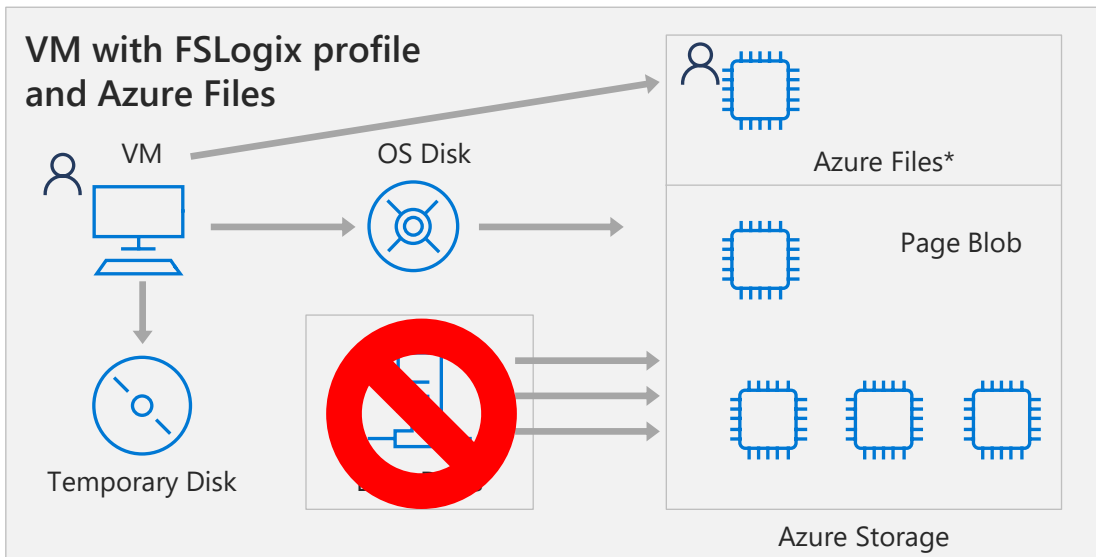 VM with FSLogix profile
and Azure Files
VM
OS Disk
Azure Files*
Page Blob
Temporary Disk
Azure Storage